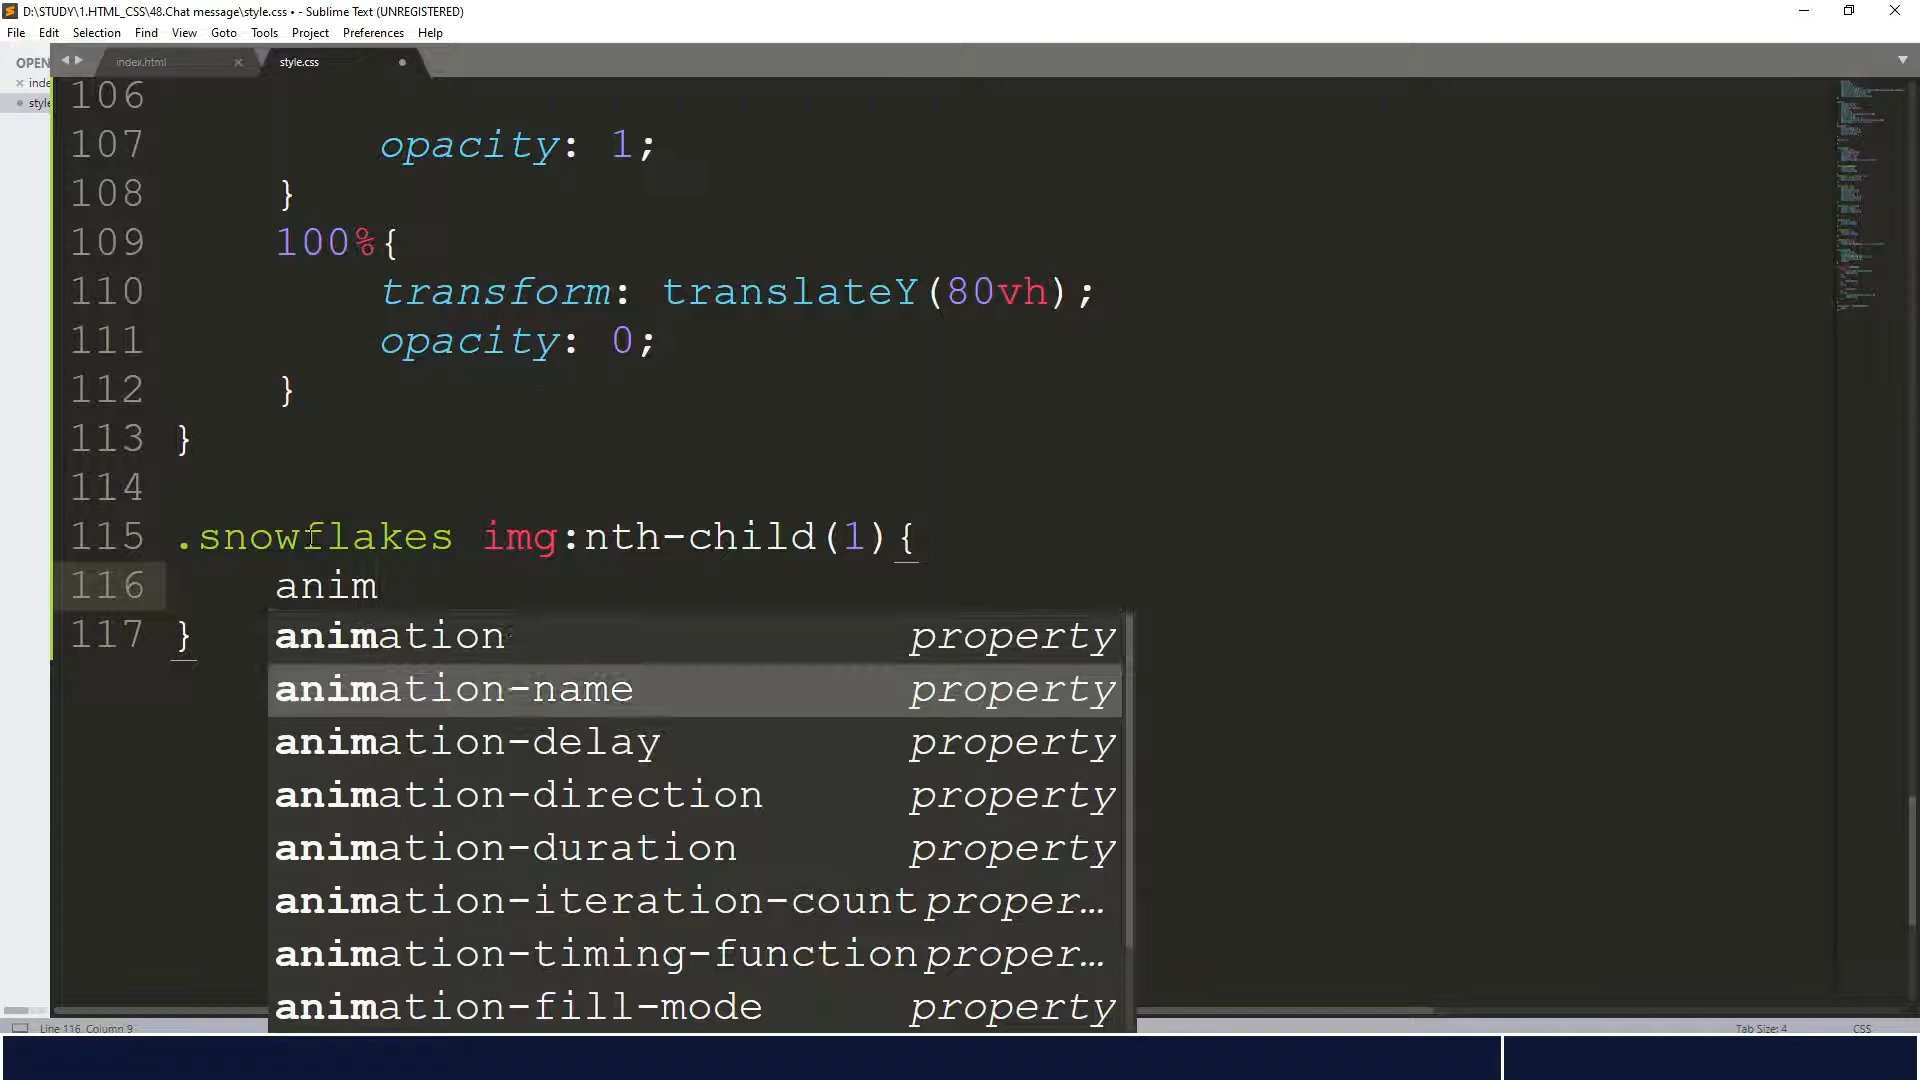 D:\STUDY\1.HTML_CSS\48.Chat message\style.css • - Sublime Text (UNREGISTERED)
File Edit Selection Find View Goto Tools Project Preferences Help
OPEN
index.html
style.css
inde
style
106
107 opacity: 1;
108 }
109 100%{
110 transform: translateY(80vh);
111 opacity: 0;
112 }
113 }
114
115 .snowflakes img:nth-child(1){
116 anim
117 }
animation property
animation-name property
animation-delay property
animation-direction property
animation-duration property
animation-iteration-count proper…
animation-timing-function proper…
animation-fill-mode property
Line 116, Column 9
Tab Size: 4
CSS